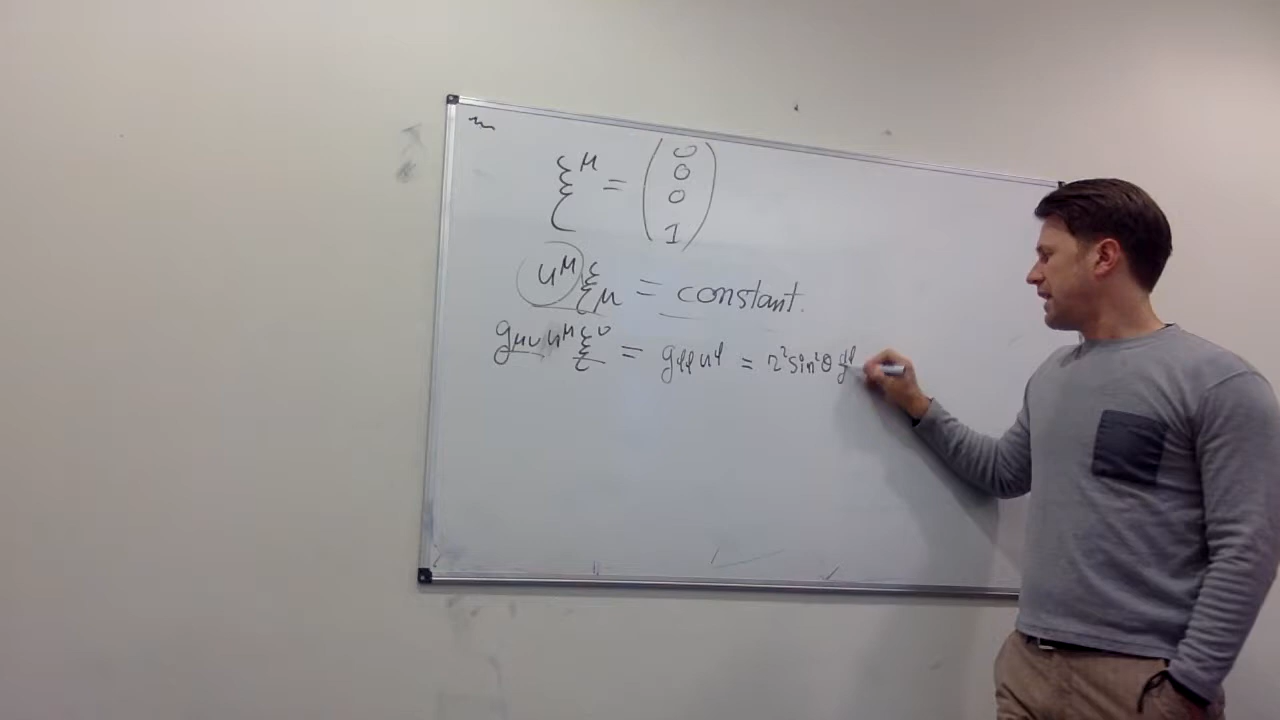 ξ^μ = (0 0 0 1)
u^μ ξ_μ = constant.
g_μν u^μ ξ^ν = g_φφ u^φ = r² sin²θ dφ